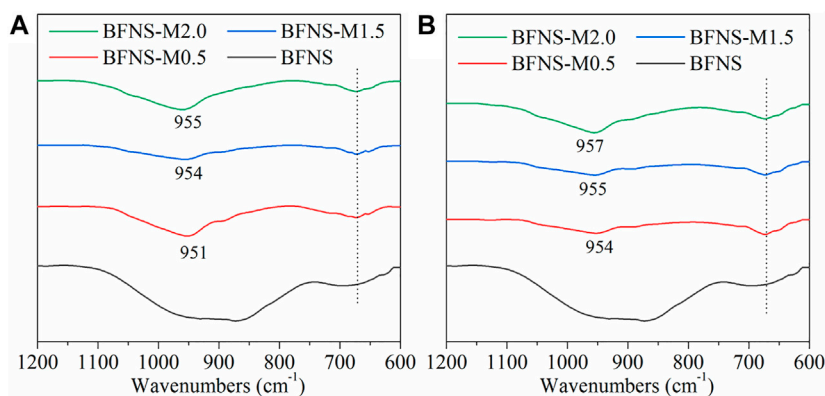 A
BFNS-M2.0 BFNS-M1.5
BFNS-M0.5 BFNS
955
954
951
1200 1100 1000 900 800 700 600
Wavenumbers (cm-1)
B
BFNS-M2.0 BFNS-M1.5
BFNS-M0.5 BFNS
957
955
954
1200 1100 1000 900 800 700 600
Wavenumbers (cm-1)